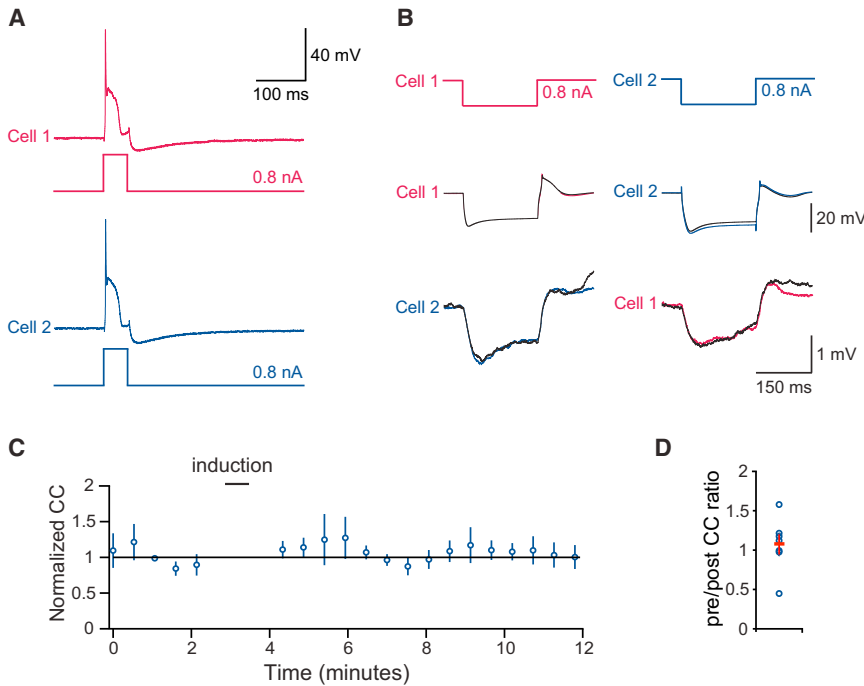 A
40 mV
100 ms
Cell 1
0.8 nA
Cell 2
0.8 nA
B
Cell 1
0.8 nA
Cell 2
0.8 nA
Cell 1
Cell 2
20 mV
Cell 2
Cell 1
1 mV
150 ms
C
induction
Normalized CC
2
1.5
1
0.5
0
0 2 4 6 8 10 12
Time (minutes)
D
pre/post CC ratio
2
1.5
1
0.5
0